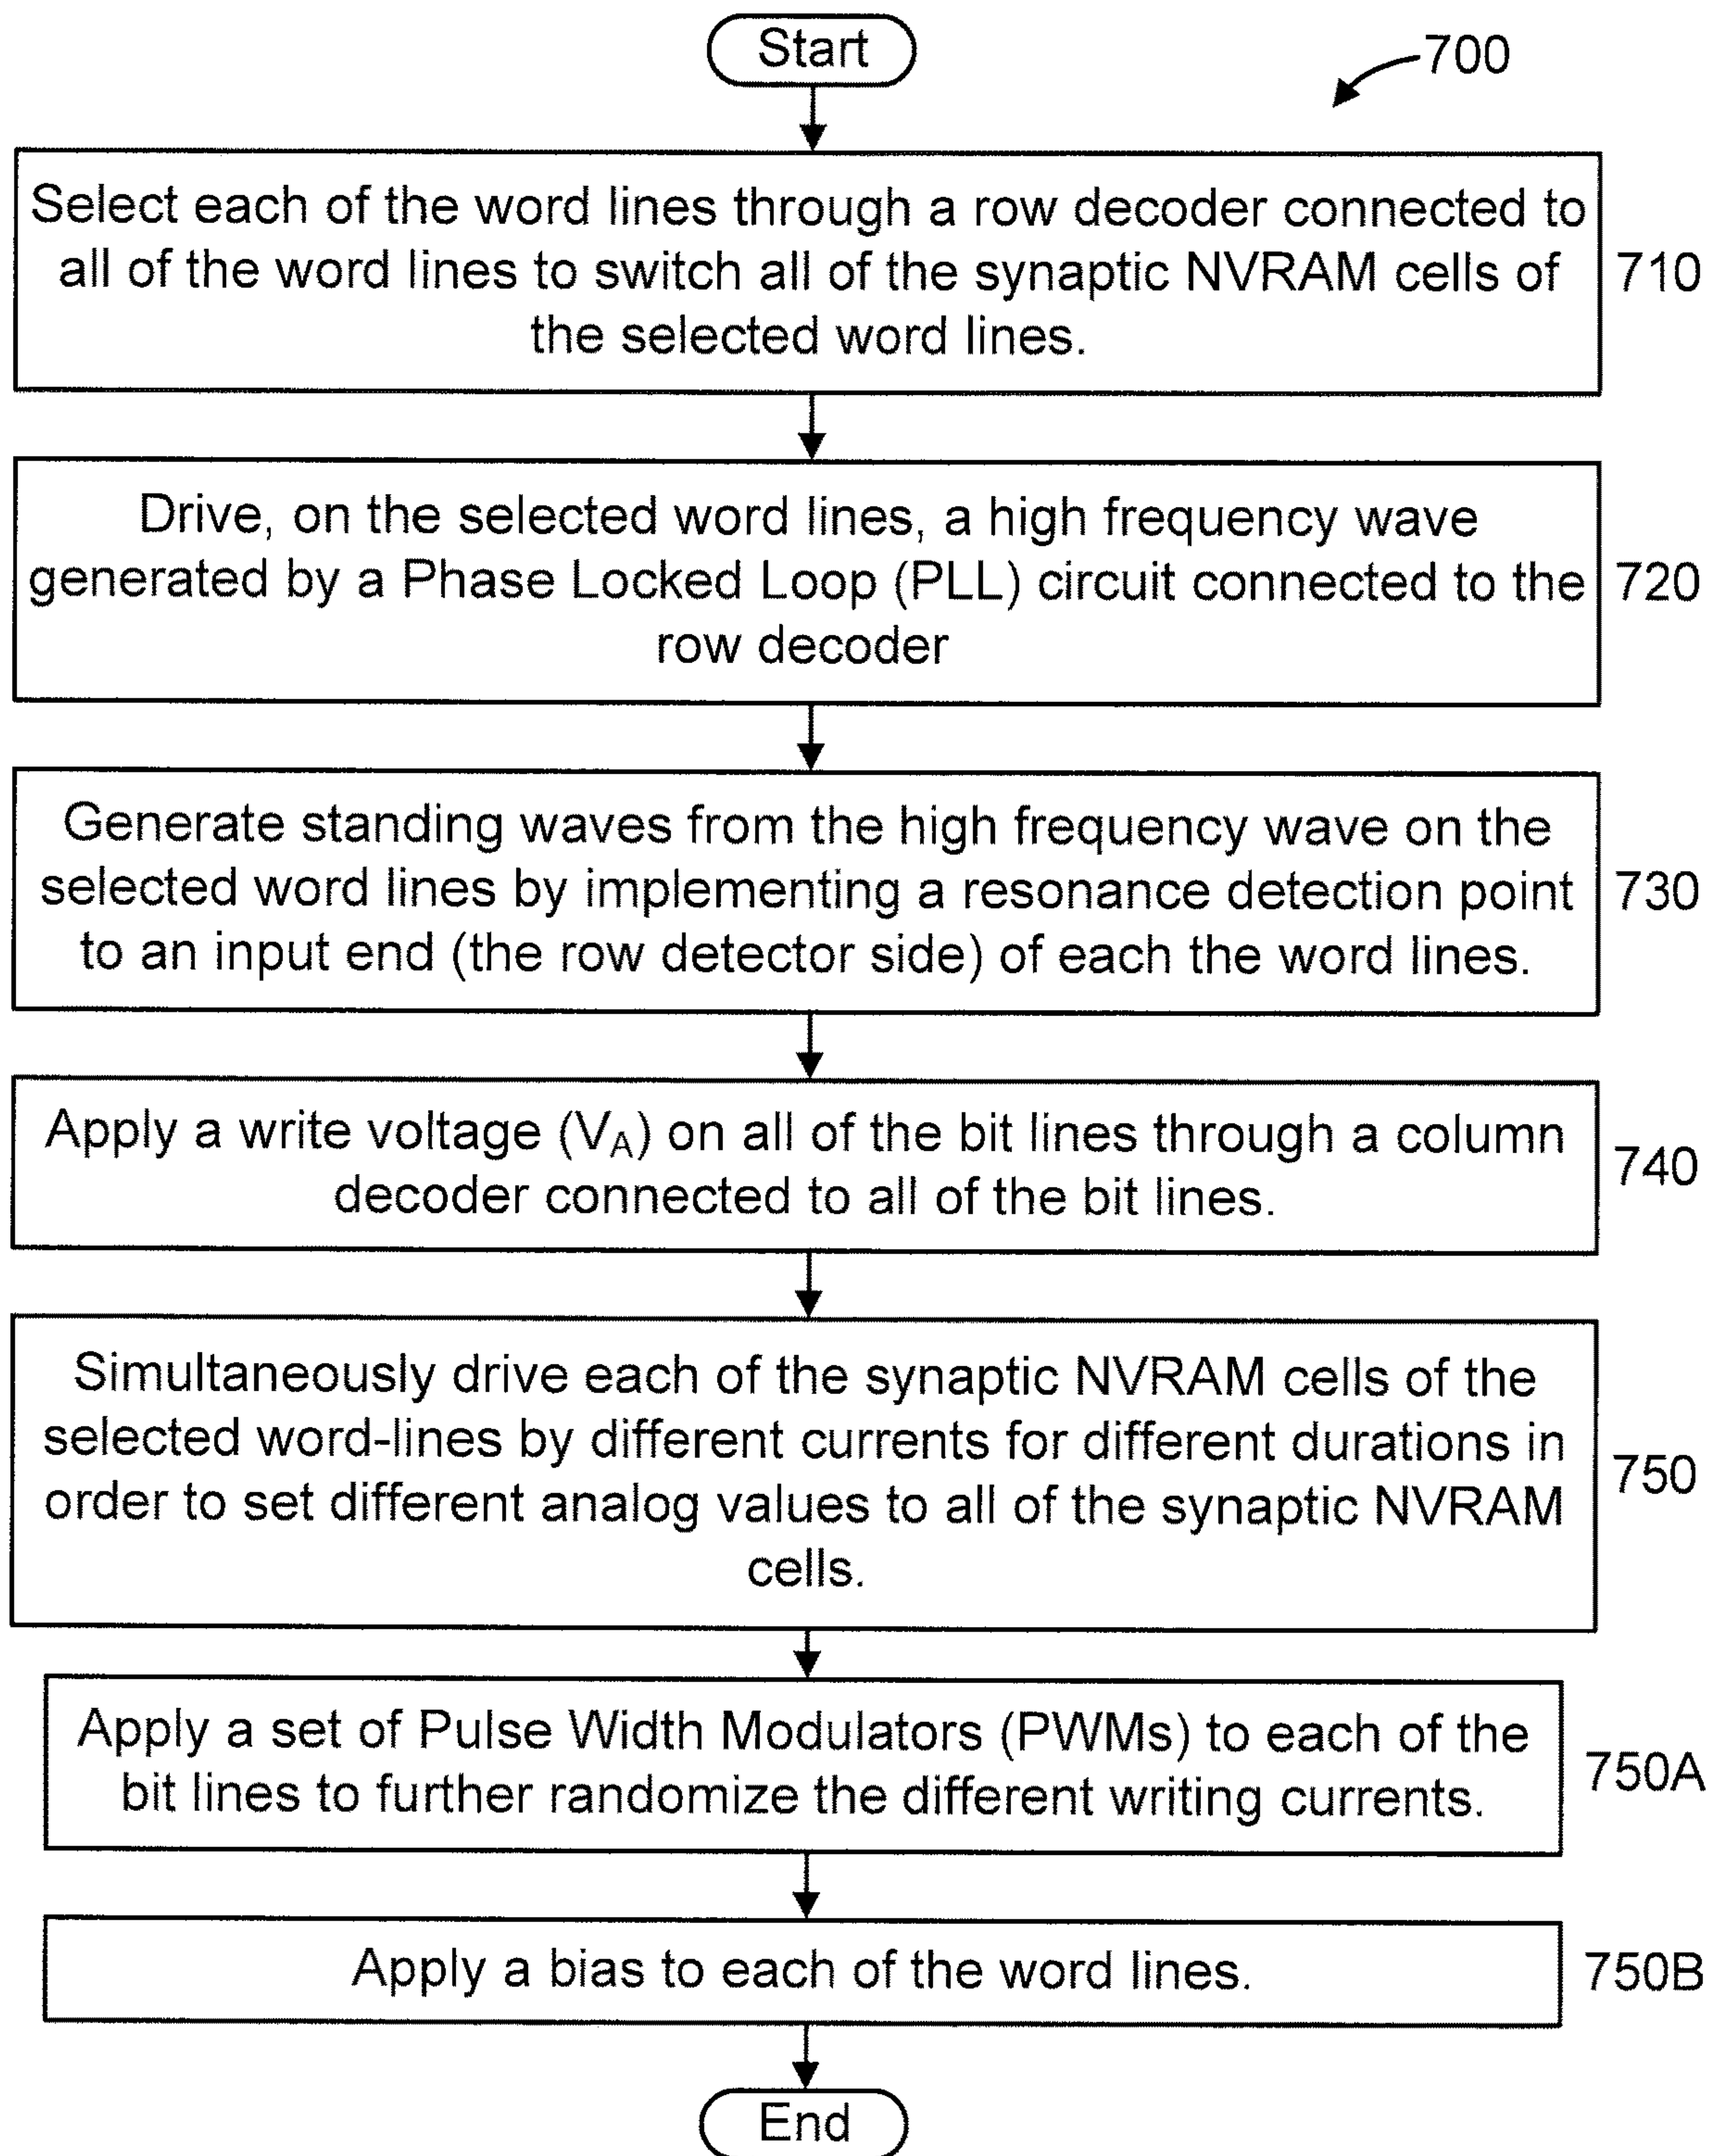 Start
700
Select each of the word lines through a row decoder connected to
all of the word lines to switch all of the synaptic NVRAM cells of
the selected word lines.
710
Drive, on the selected word lines, a high frequency wave
generated by a Phase Locked Loop (PLL) circuit connected to the
row decoder
720
Generate standing waves from the high frequency wave on the
selected word lines by implementing a resonance detection point
to an input end (the row detector side) of each the word lines.
730
Apply a write voltage (VA) on all of the bit lines through a column
decoder connected to all of the bit lines.
740
Simultaneously drive each of the synaptic NVRAM cells of the
selected word-lines by different currents for different durations in
order to set different analog values to all of the synaptic NVRAM
cells.
750
Apply a set of Pulse Width Modulators (PWMs) to each of the
bit lines to further randomize the different writing currents.
750A
Apply a bias to each of the word lines.
750B
End